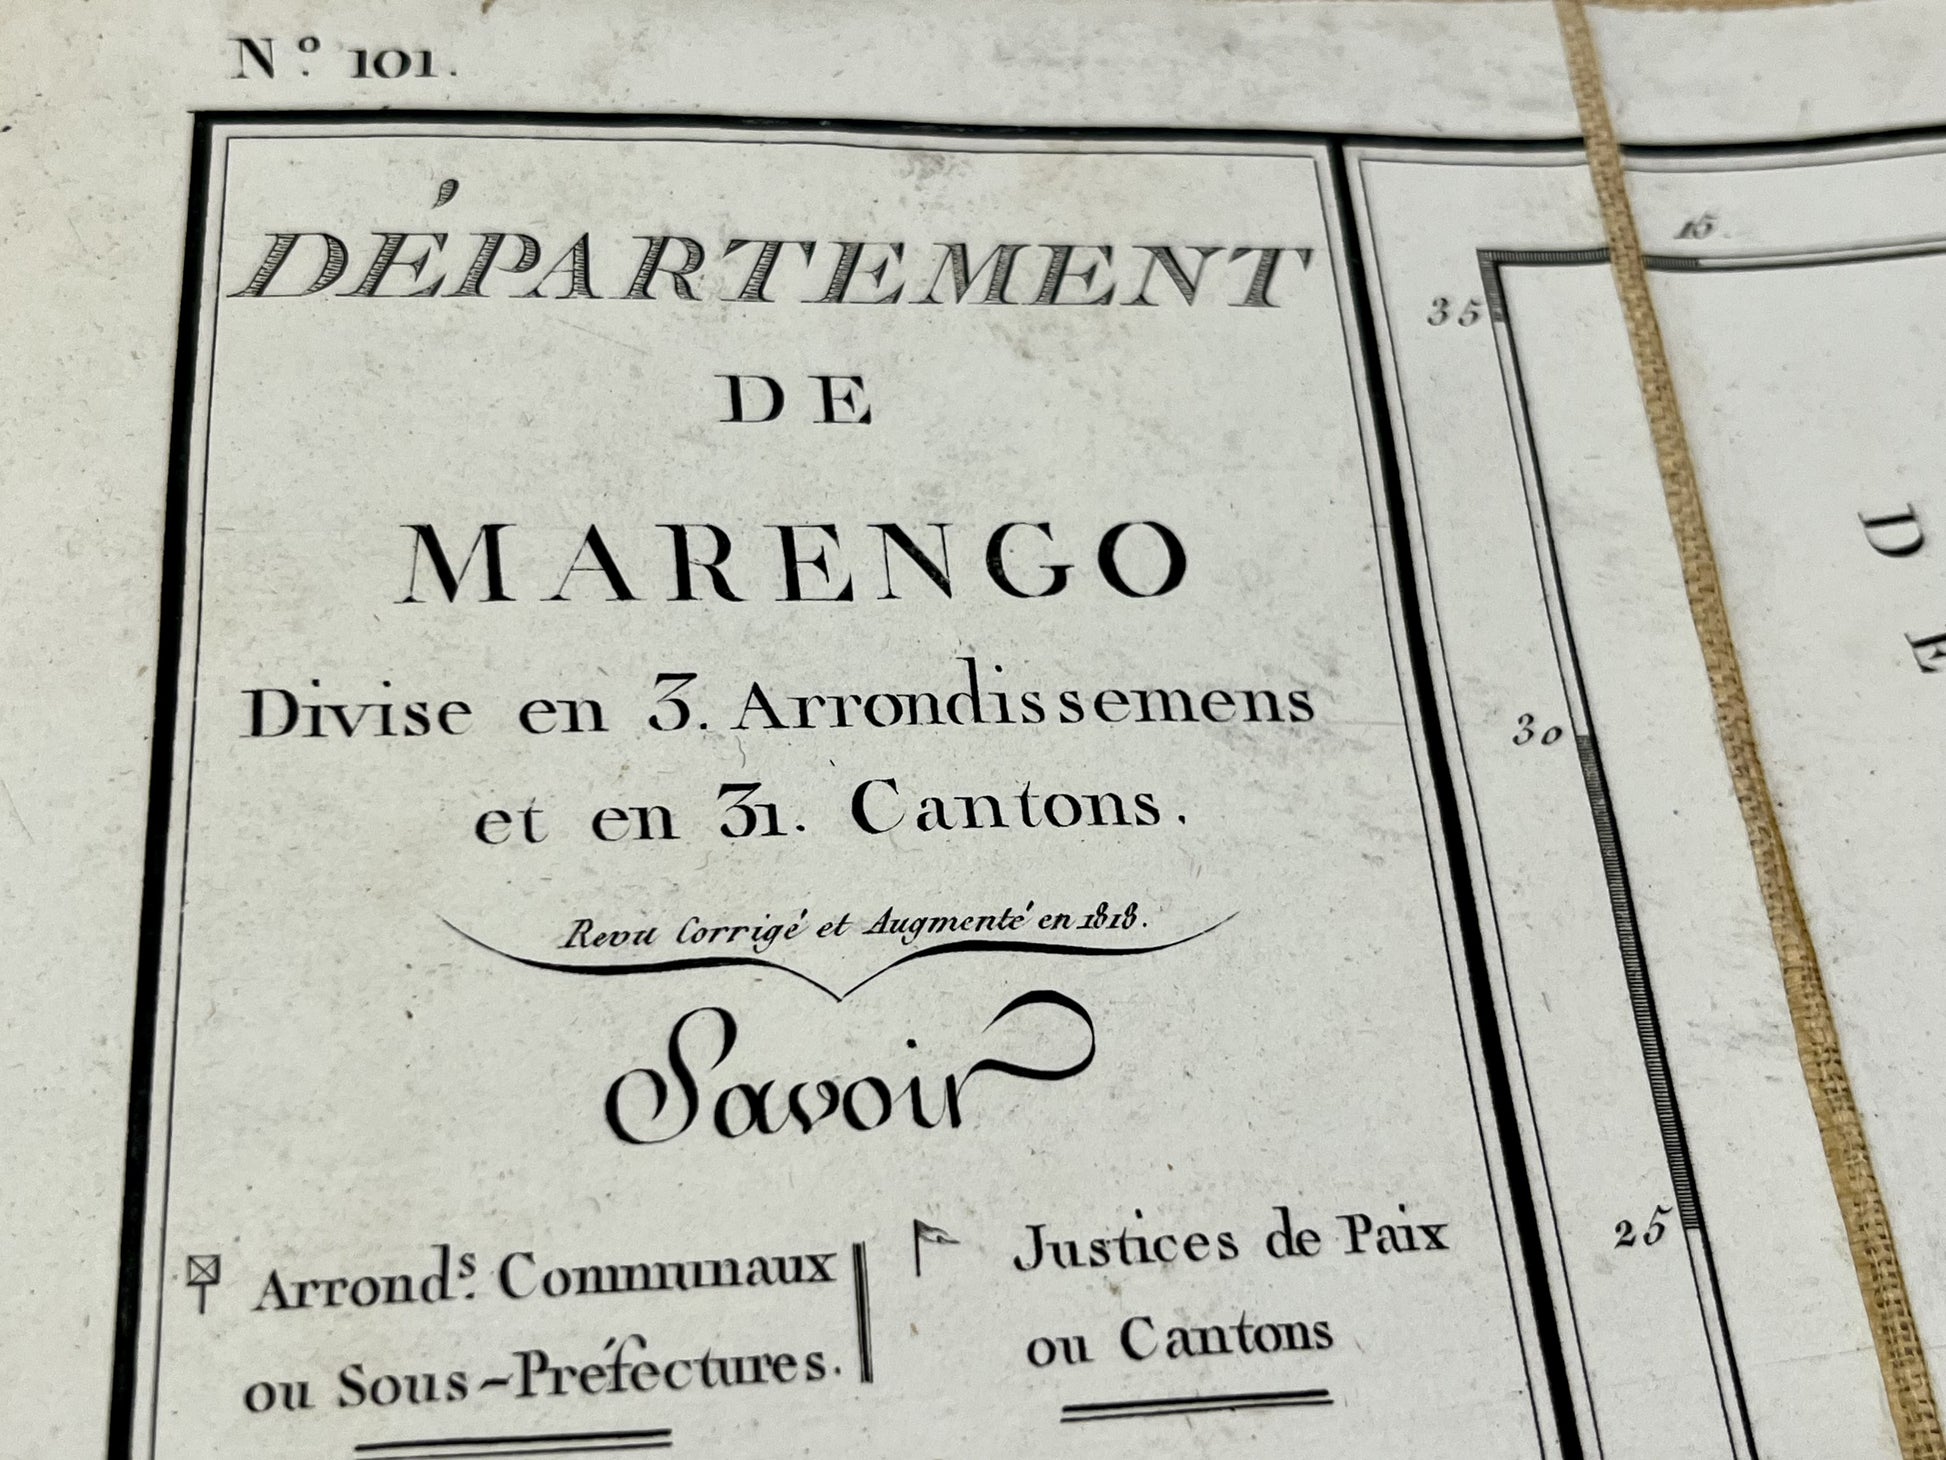 N.º 101.
DÉPARTEMENT
DE
MARENGO
Divise en 3. Arrondissemens
et en 31. Cantons.
Revu Corrigé et Augmenté en 1818.
Savoir
Arrond.s Communaux
ou Sous-Préfectures.
Justices de Paix
ou Cantons
15.
35
30
25
D
E